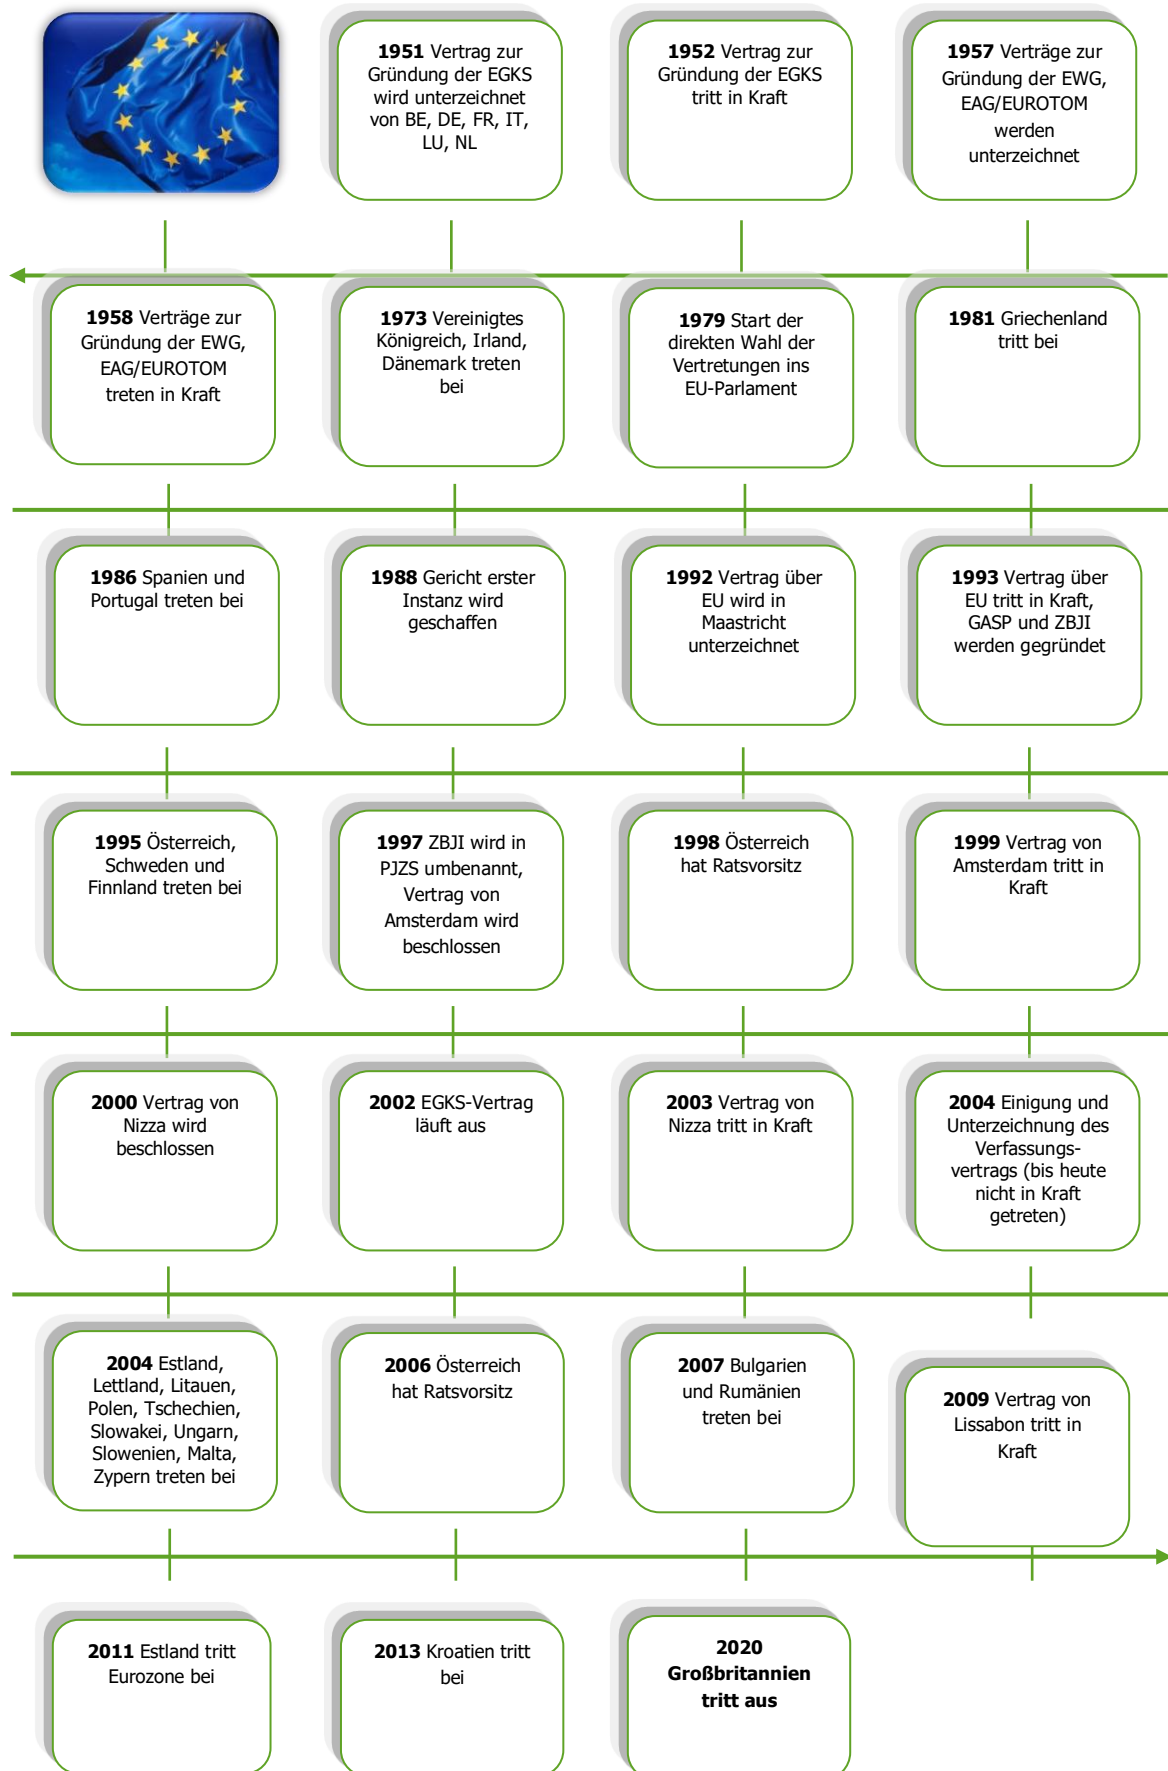 1951 Vertrag zur
Gründung der EGKS
wird unterzeichnet
von BE, DE, FR, IT,
LU, NL
1952 Vertrag zur
Gründung der EGKS
tritt in Kraft
1957 Verträge zur
Gründung der EWG,
EAG/EUROTOM
werden
unterzeichnet
1958 Verträge zur
Gründung der EWG,
EAG/EUROTOM
treten in Kraft
1973 Vereinigtes
Königreich, Irland,
Dänemark treten
bei
1979 Start der
direkten Wahl der
Vertretungen ins
EU-Parlament
1981 Griechenland
tritt bei
1986 Spanien und
Portugal treten bei
1988 Gericht erster
Instanz wird
geschaffen
1992 Vertrag über
EU wird in
Maastricht
unterzeichnet
1993 Vertrag über
EU tritt in Kraft,
GASP und ZBJI
werden gegründet
1995 Österreich,
Schweden und
Finnland treten bei
1997 ZBJI wird in
PJZS umbenannt,
Vertrag von
Amsterdam wird
beschlossen
1998 Österreich
hat Ratsvorsitz
1999 Vertrag von
Amsterdam tritt in
Kraft
2000 Vertrag von
Nizza wird
beschlossen
2002 EGKS-Vertrag
läuft aus
2003 Vertrag von
Nizza tritt in Kraft
2004 Einigung und
Unterzeichnung des
Verfassungs-
vertrags (bis heute
nicht in Kraft
getreten)
2004 Estland,
Lettland, Litauen,
Polen, Tschechien,
Slowakei, Ungarn,
Slowenien, Malta,
Zypern treten bei
2006 Österreich
hat Ratsvorsitz
2007 Bulgarien
und Rumänien
treten bei
2009 Vertrag von
Lissabon tritt in
Kraft
2011 Estland tritt
Eurozone bei
2013 Kroatien tritt
bei
2020
Großbritannien
tritt aus